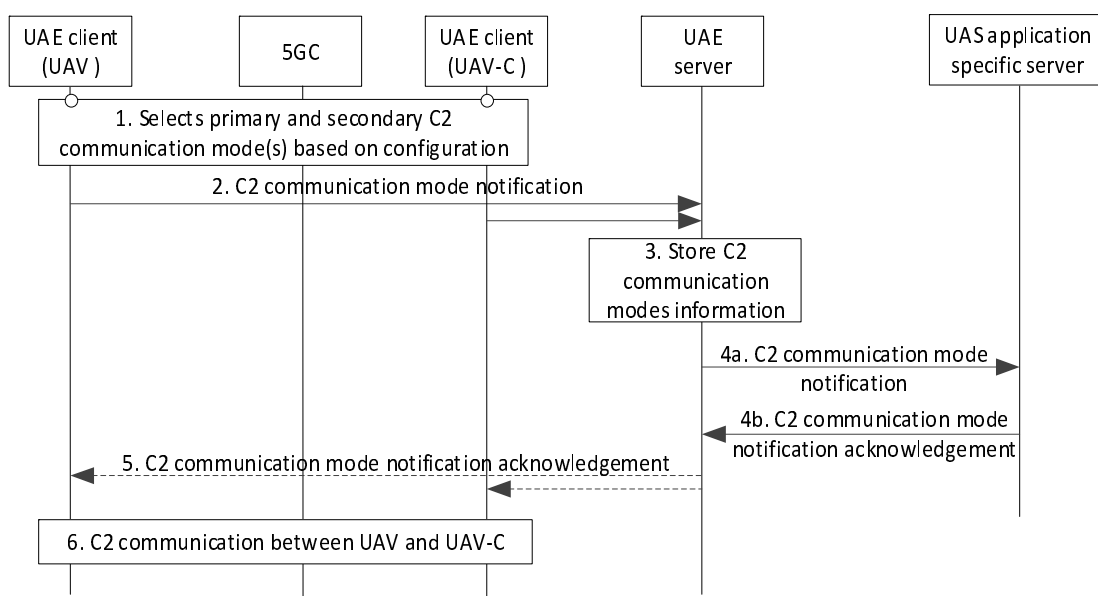 UAE client
(UAV )
5GC
UAE client
(UAV-C )
UAE
server
UAS application
specific server
1. Selects primary and secondary C2
communication mode(s) based on configuration
2. C2 communication mode notification
3. Store C2
communication
modes information
4a. C2 communication mode
notification
4b. C2 communication mode
notification acknowledgement
5. C2 communication mode notification acknowledgement
6. C2 communication between UAV and UAV-C